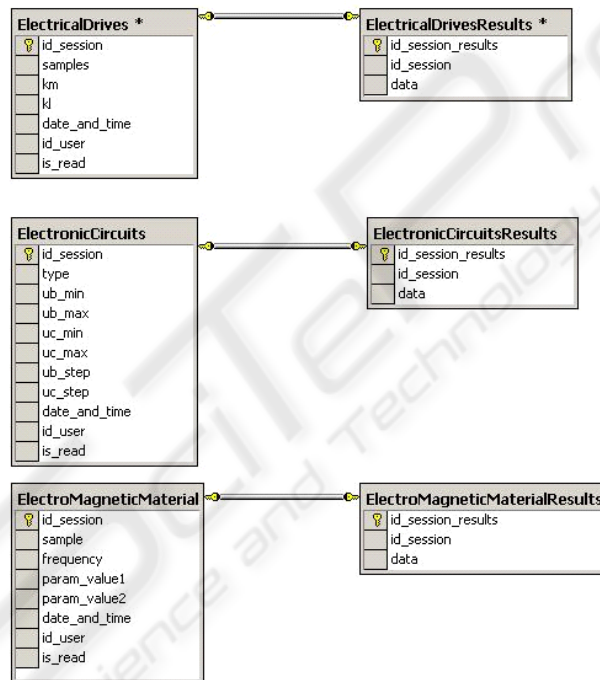 ElectricalDrives *
id_session
samples
km
kl
date_and_time
id_user
is_read
ElectricalDrivesResults *
id_session_results
id_session
data
ElectronicCircuits
id_session
type
ub_min
ub_max
uc_min
uc_max
ub_step
uc_step
date_and_time
id_user
is_read
ElectronicCircuitsResults
id_session_results
id_session
data
ElectroMagneticMaterial
id_session
sample
frequency
param_value1
param_value2
date_and_time
id_user
is_read
ElectroMagneticMaterialResults
id_session_results
id_session
data